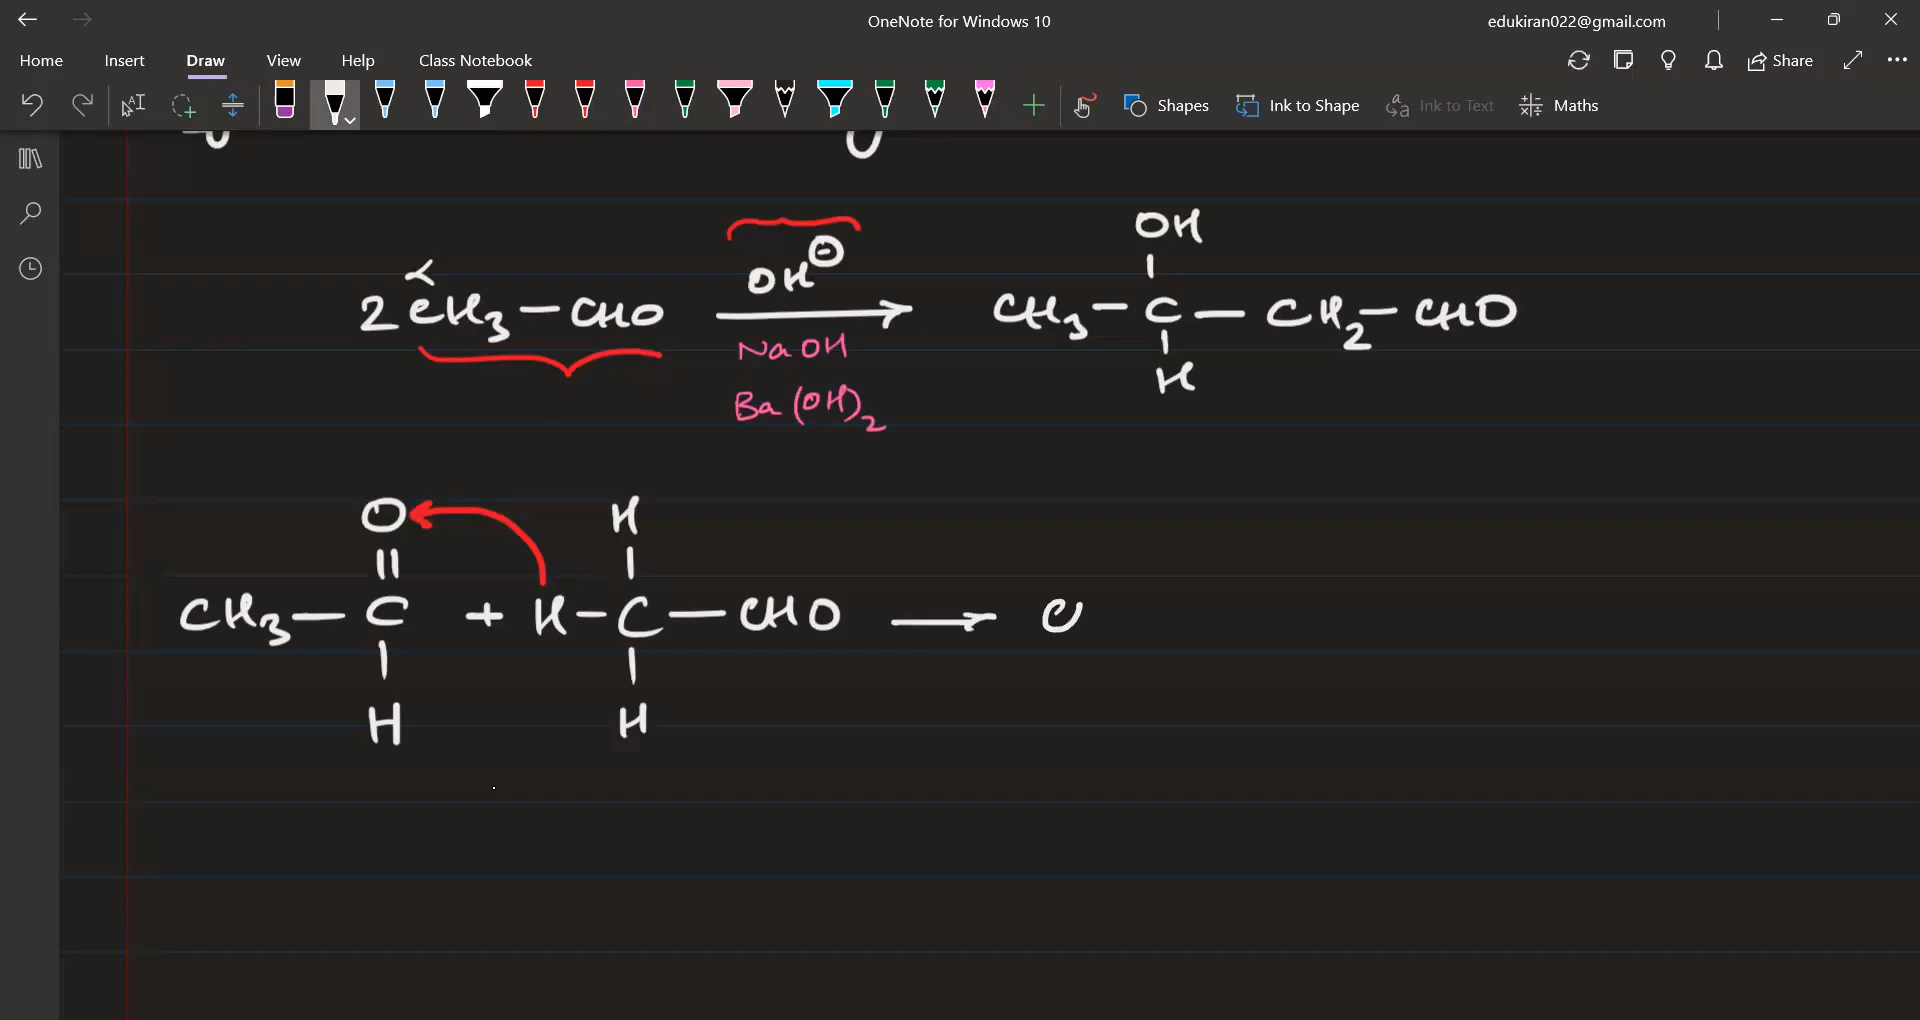 OneNote for Windows 10
edukiran022@gmail.com
Home Insert Draw View Help Class Notebook
Share
Shapes Ink to Shape Ink to Text Maths
OH
α OH⊖
2 CH3 — CHO ⟶ CH3 — C — CH2 — CHO
NaOH
H
Ba(OH)2
O H
CH3 — C + H — C — CHO ⟶ C
H H